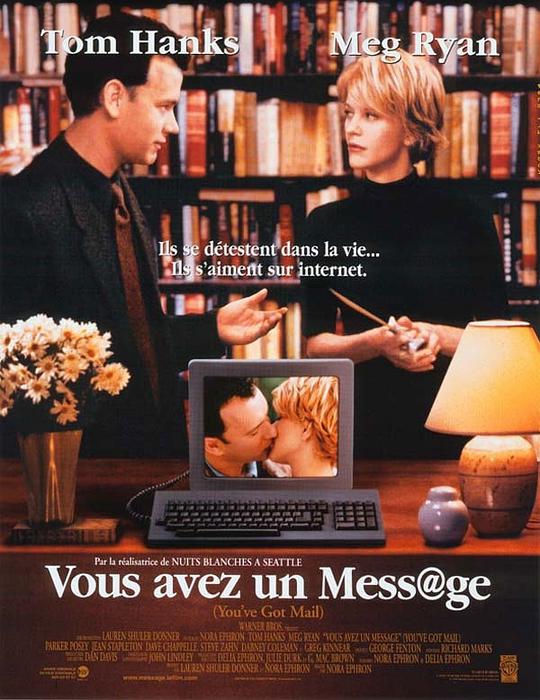 Tom Hanks Meg Ryan
Ils se détestent dans la vie...
Ils s'aiment sur internet.
Par la réalisatrice de NUITS BLANCHES A SEATTLE
Vous avez un Mess@ge
(You've Got Mail)
WARNER BROS.
LAUREN SHULER DONNER NORA EPHRON TOM HANKS MEG RYAN "VOUS AVEZ UN MESSAGE" (YOU'VE GOT MAIL)
PARKER POSEY JEAN STAPLETON DAVE CHAPPELLE STEVE ZAHN DABNEY COLEMAN GREG KINNEAR GEORGE FENTON RICHARD MARKS
DAN DAVIS JOHN LINDLEY DELIA EPHRON, JULIE DURK G. MAC BROWN NORA EPHRON & DELIA EPHRON
LAUREN SHULER DONNER NORA EPHRON NORA EPHRON
www.message.lefilm.com